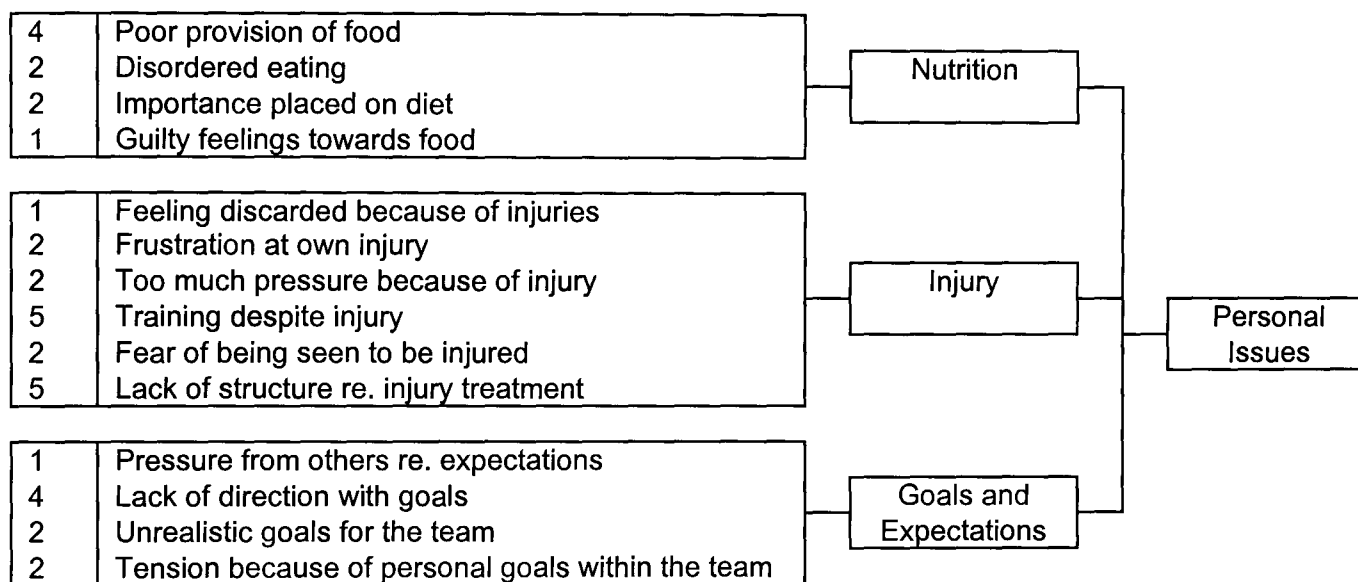 4 Poor provision of food
2 Disordered eating
2 Importance placed on diet
1 Guilty feelings towards food
Nutrition
1 Feeling discarded because of injuries
2 Frustration at own injury
2 Too much pressure because of injury
5 Training despite injury
2 Fear of being seen to be injured
5 Lack of structure re. injury treatment
Injury
Personal
Issues
1 Pressure from others re. expectations
4 Lack of direction with goals
2 Unrealistic goals for the team
2 Tension because of personal goals within the team
Goals and
Expectations